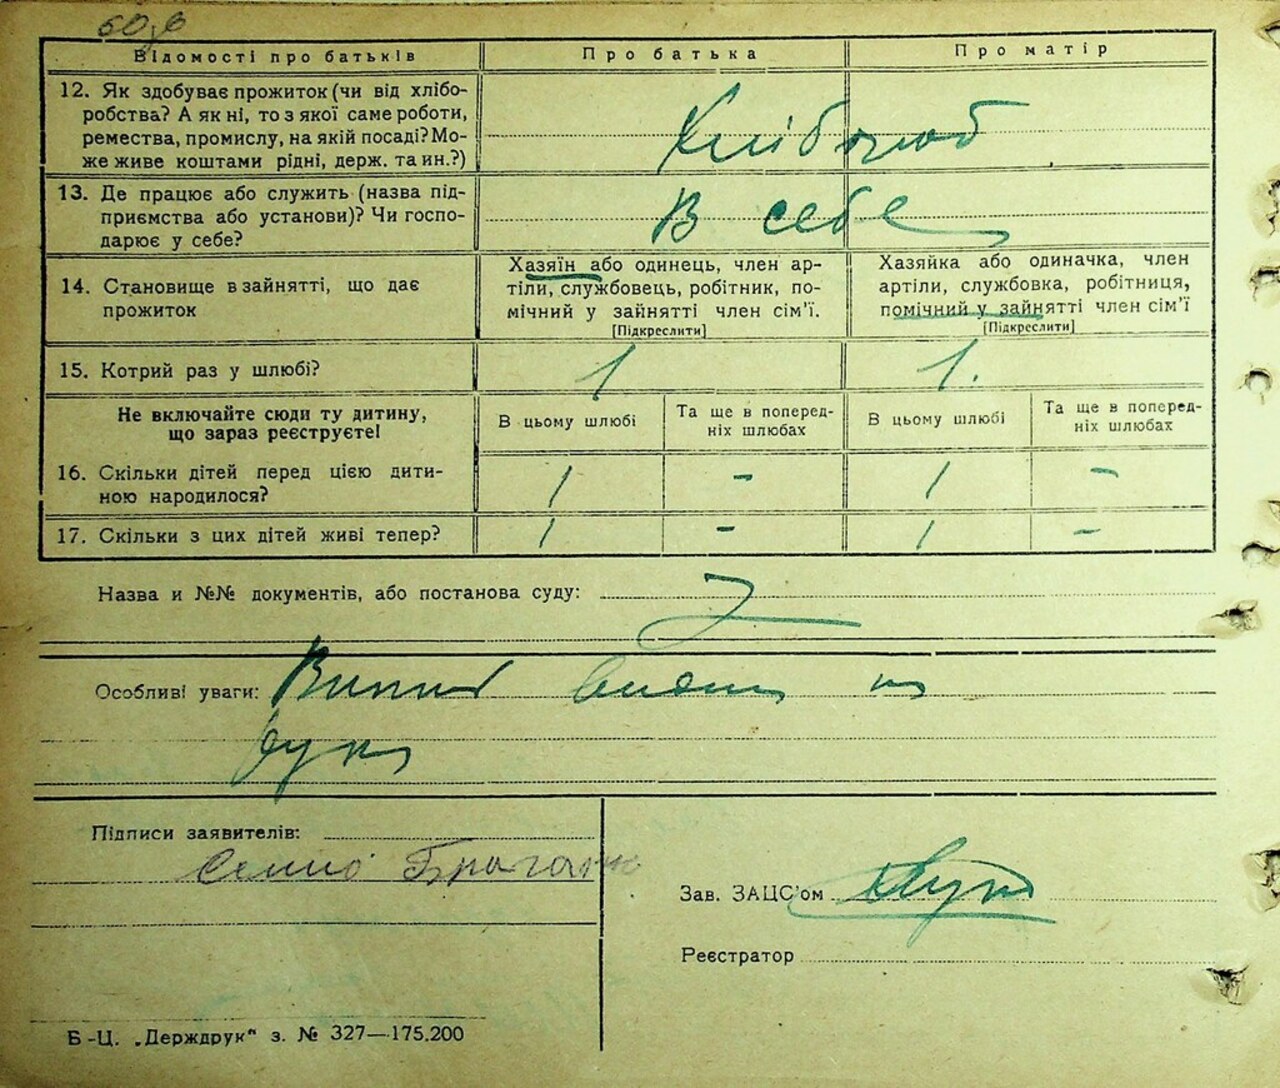 60зв
Відомості про батьків
Про батька
Про матір
12. Як здобуває прожиток (чи від хлібо-
робства? А як ні, то з якої саме роботи,
ремества, промислу, на якій посаді? Мо-
же живе коштами рідні, держ. та ин.?)
Хлібороб
13. Де працює або служить (назва під-
приємства або установи)? Чи госпо-
дарює у себе?
В себе
14. Становище в зайнятті, що дає
прожиток
Хазяїн або одинець, член ар-
тіли, службовець, робітник, по-
мічний у зайнятті член сім'ї.
[Підкреслити]
Хазяйка або одиначка, член
артіли, службовка, робітниця,
помічний у зайнятті член сім'ї
[Підкреслити]
15. Котрий раз у шлюбі?
1
1.
Не включайте сюди ту дитину,
що зараз реєструєте!
В цьому шлюбі
Та ще в поперед-
ніх шлюбах
В цьому шлюбі
Та ще в поперед-
ніх шлюбах
16. Скільки дітей перед цією дити-
ною народилося?
1 - 1 -
17. Скільки з цих дітей живі тепер?
1 - 1 -
Назва и №№ документів, або постанова суду:
Особливі уваги: Випис видани на
руки
Підписи заявителів:
Зав. ЗАЦС'ом
Реєстратор
Б-Ц. „Держдрук“ з. № 327—175.200